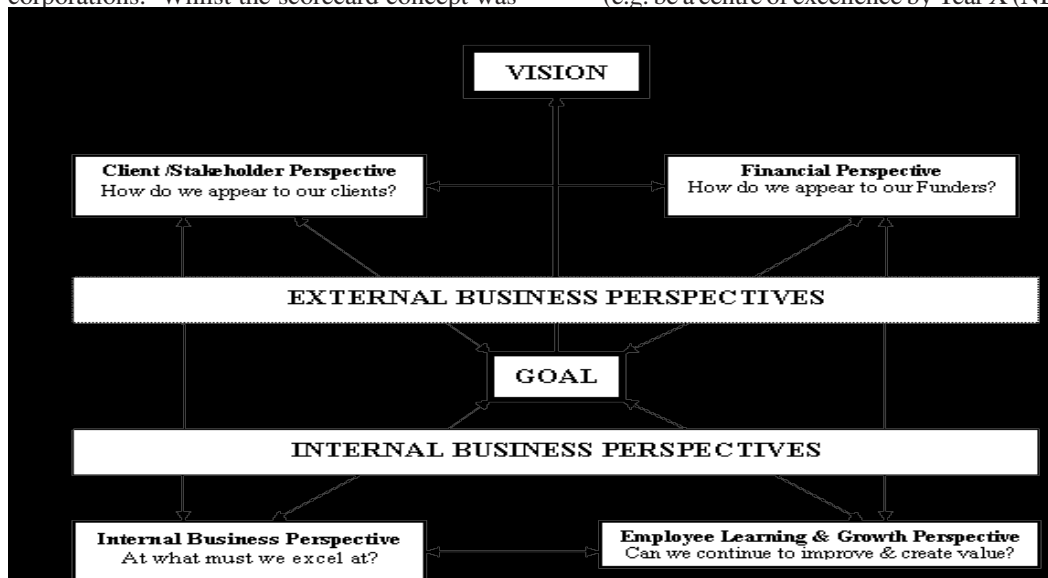 corporations. Whilst the scorecard concept was
(e.g. be a centre of excellence by Year X
VISION
Client /Stakeholder Perspective
How do we appear to our clients?
Financial Perspective
How do we appear to our Funders?
EXTERNAL BUSINESS PERSPECTIVES
GOAL
INTERNAL BUSINESS PERSPECTIVES
Internal Business Perspective
At what must we excel at?
Employee Learning & Growth Perspective
Can we continue to improve & create value?